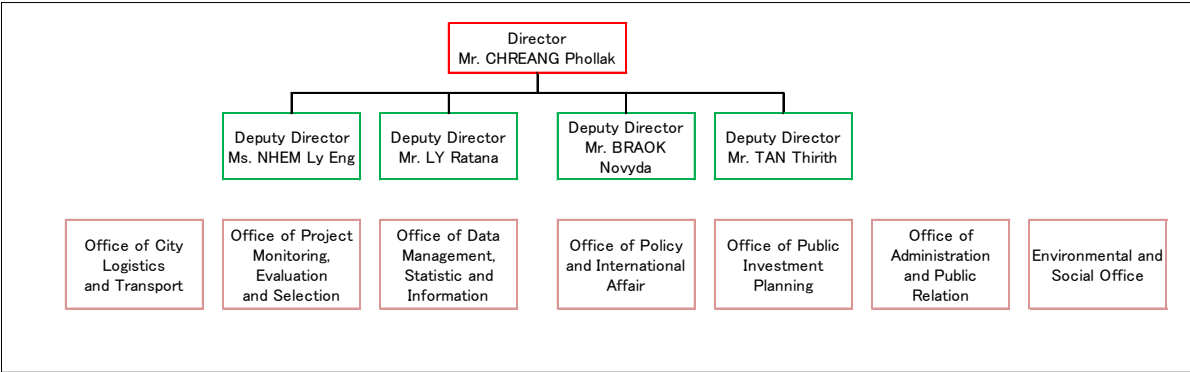 Director
Mr. CHREANG Phollak
Deputy Director
Ms. NHEM Ly Eng
Deputy Director
Mr. LY Ratana
Deputy Director
Mr. BRAOK
Novyda
Deputy Director
Mr. TAN Thirith
Office of City
Logistics
and Transport
Office of Project
Monitoring,
Evaluation
and Selection
Office of Data
Management,
Statistic and
Information
Office of Policy
and International
Affair
Office of Public
Investment
Planning
Office of
Administration
and Public
Relation
Environmental and
Social Office